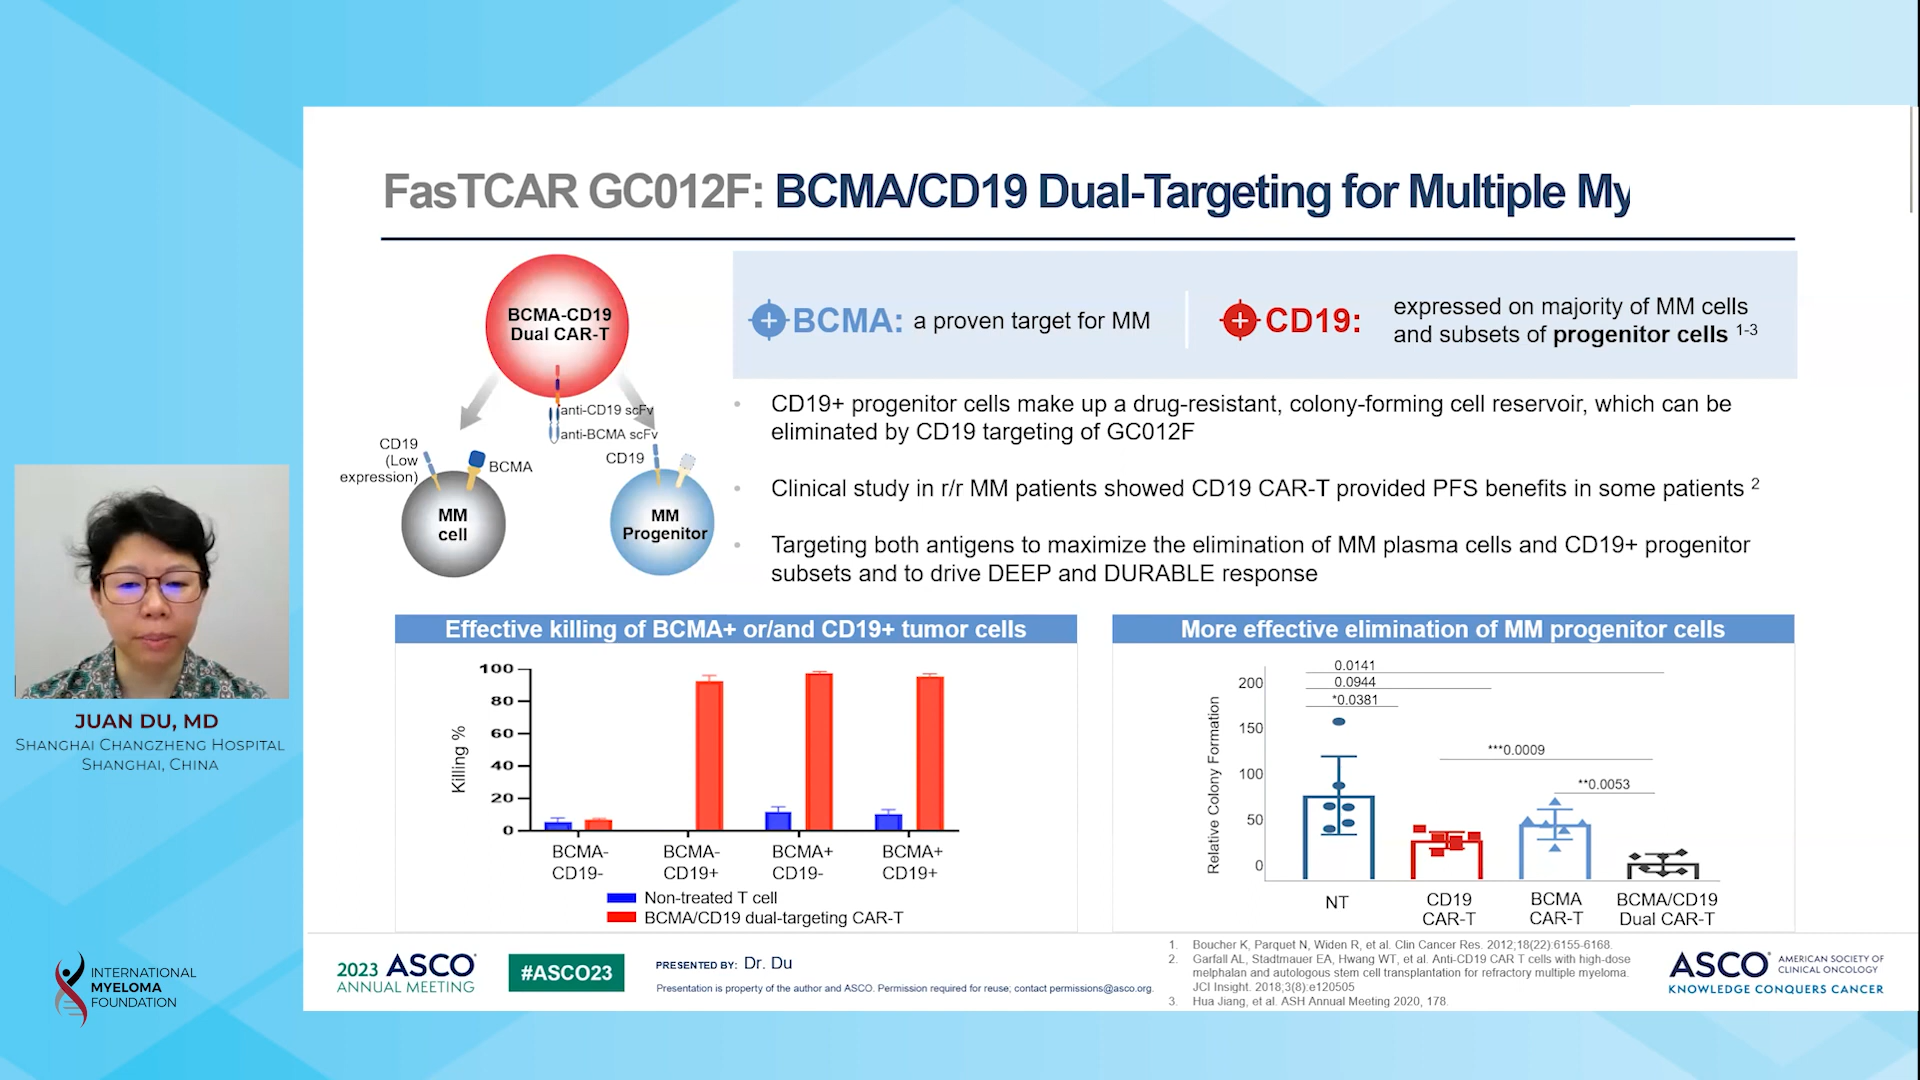 FasTCAR GC012F: BCMA/CD19 Dual-Targeting for Multiple My
BCMA-CD19
Dual CAR-T
anti-CD19 scFv
anti-BCMA scFv
CD19
(Low
expression)
BCMA
CD19
MM
cell
MM
Progenitor
BCMA: a proven target for MM
CD19: expressed on majority of MM cells
and subsets of progenitor cells 1-3
• CD19+ progenitor cells make up a drug-resistant, colony-forming cell reservoir, which can be
eliminated by CD19 targeting of GC012F
• Clinical study in r/r MM patients showed CD19 CAR-T provided PFS benefits in some patients 2
• Targeting both antigens to maximize the elimination of MM plasma cells and CD19+ progenitor
subsets and to drive DEEP and DURABLE response
Effective killing of BCMA+ or/and CD19+ tumor cells
Killing %
100
80
60
40
20
0
BCMA-
CD19-
BCMA-
CD19+
BCMA+
CD19-
BCMA+
CD19+
Non-treated T cell
BCMA/CD19 dual-targeting CAR-T
More effective elimination of MM progenitor cells
Relative Colony Formation
200
150
100
50
0
0.0141
0.0944
*0.0381
***0.0009
**0.0053
NT
CD19
CAR-T
BCMA
CAR-T
BCMA/CD19
Dual CAR-T
JUAN DU, MD
SHANGHAI CHANGZHENG HOSPITAL
SHANGHAI, CHINA
INTERNATIONAL
MYELOMA
FOUNDATION
2023 ASCO®
ANNUAL MEETING
#ASCO23
PRESENTED BY: Dr. Du
Presentation is property of the author and ASCO. Permission required for reuse; contact permissions@asco.org.
1. Boucher K, Parquet N, Widen R, et al. Clin Cancer Res. 2012;18(22):6155-6168.
2. Garfall AL, Stadtmauer EA, Hwang WT, et al. Anti-CD19 CAR T cells with high-dose
melphalan and autologous stem cell transplantation for refractory multiple myeloma.
JCI Insight. 2018;3(8):e120505
3. Hua Jiang, et al. ASH Annual Meeting 2020, 178.
ASCO® AMERICAN SOCIETY OF
CLINICAL ONCOLOGY
KNOWLEDGE CONQUERS CANCER